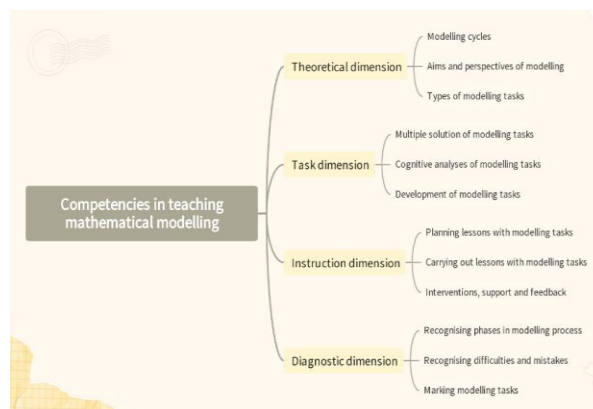 Competencies in teaching
mathematical modelling
Theoretical dimension
Modelling cycles
Aims and perspectives of modelling
Types of modelling tasks
Task dimension
Multiple solution of modelling tasks
Cognitive analyses of modelling tasks
Development of modelling tasks
Instruction dimension
Planning lessons with modelling tasks
Carrying out lessons with modelling tasks
Interventions, support and feedback
Diagnostic dimension
Recognising phases in modelling process
Recognising difficulties and mistakes
Marking modelling tasks